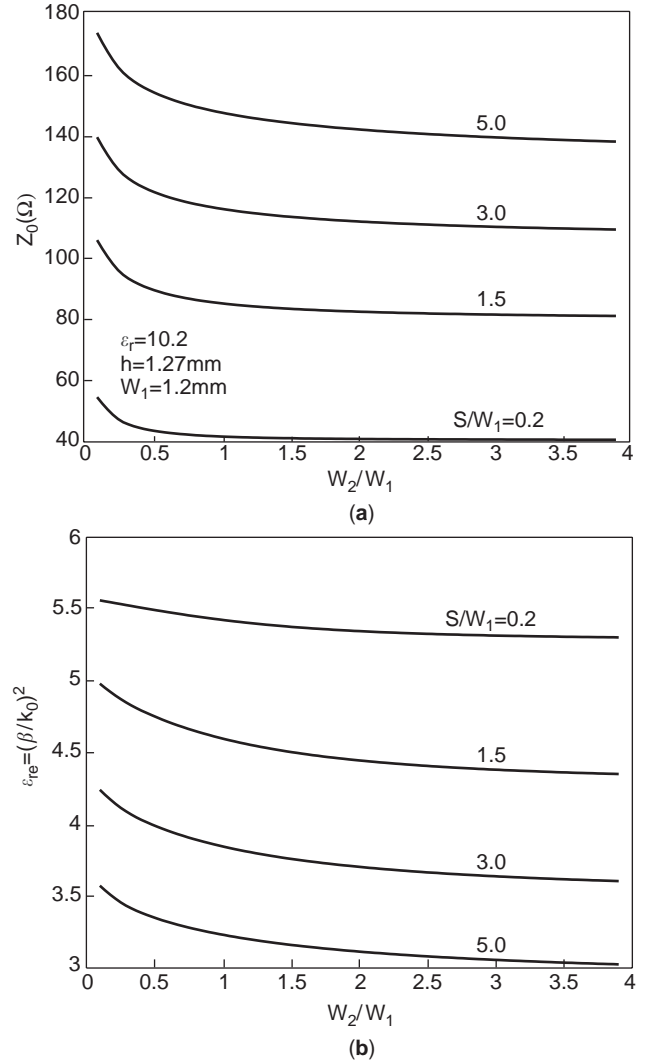 180
160
140
120
100
80
60
40
Z₀(Ω)
5.0
3.0
1.5
εᵣ=10.2
h=1.27mm
W₁=1.2mm
S/W₁=0.2
0 0.5 1 1.5 2 2.5 3 3.5 4
W₂/W₁
(a)
6
5.5
5
4.5
4
3.5
3
ε_re=(β/k₀)²
S/W₁=0.2
1.5
3.0
5.0
0 0.5 1 1.5 2 2.5 3 3.5 4
W₂/W₁
(b)